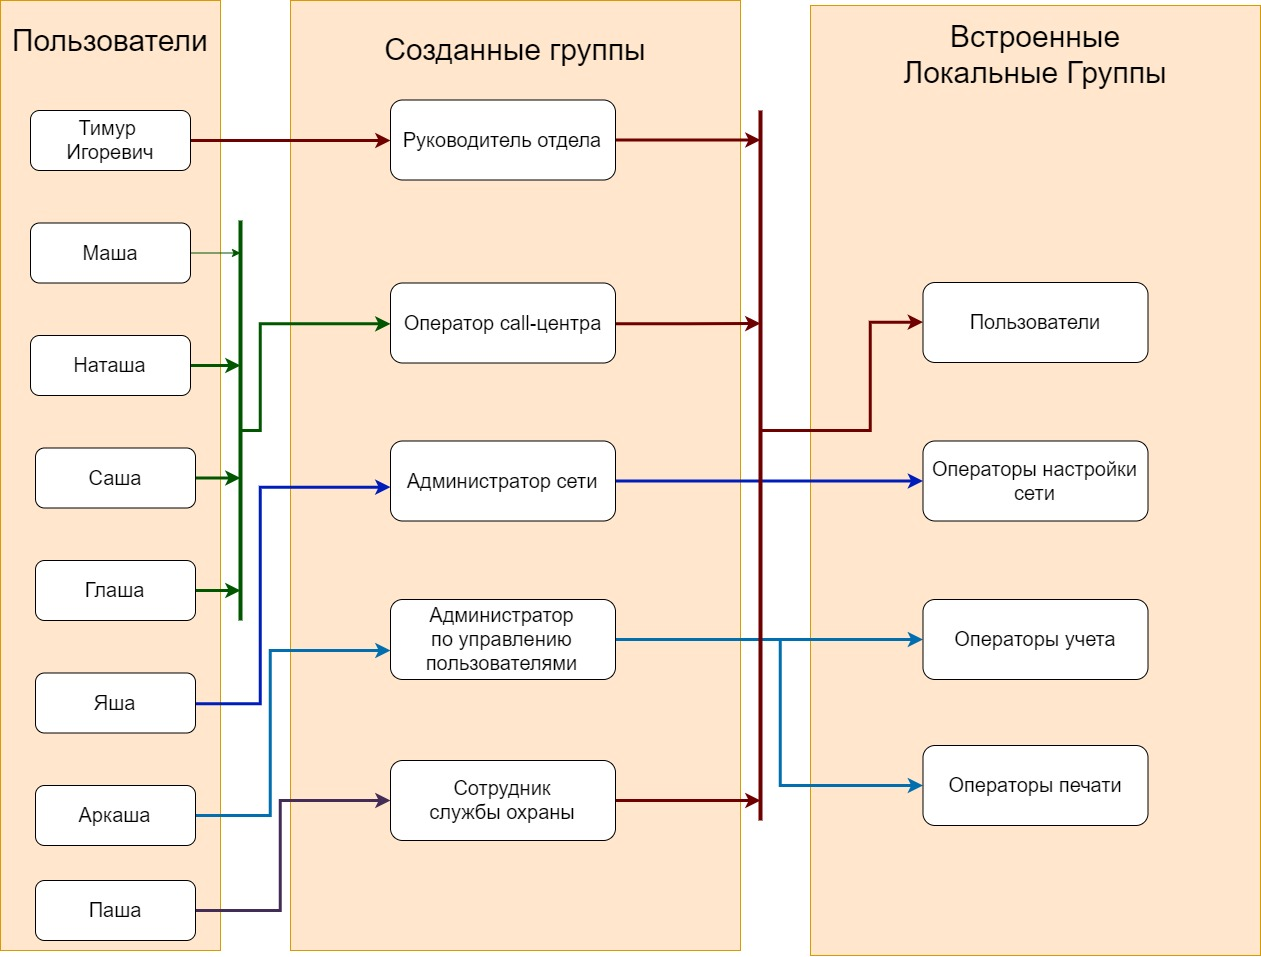 Пользователи
Тимур
Игоревич
Маша
Наташа
Саша
Глаша
Яша
Аркаша
Паша
Созданные группы
Руководитель отдела
Оператор call-центра
Администратор сети
Администратор
по управлению
пользователями
Сотрудник
службы охраны
Встроенные
Локальные Группы
Пользователи
Операторы настройки
сети
Операторы учета
Операторы печати